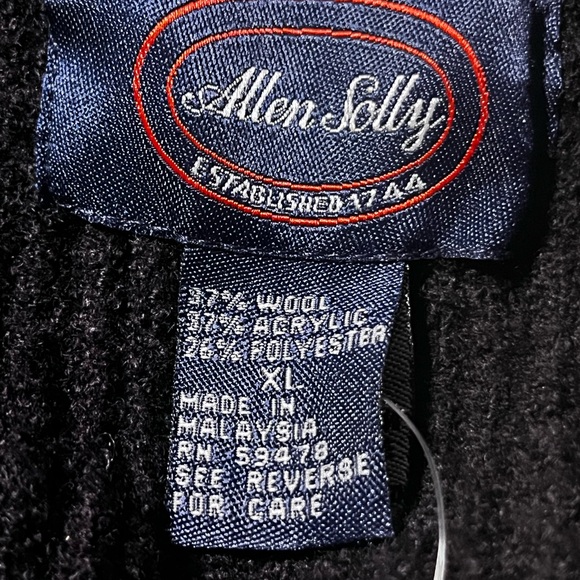 Allen Solly
ESTABLISHED 1744
37% WOOL
37% ACRYLIC
26% POLYESTER
XL
MADE IN
MALAYSIA
RN 59478
SEE REVERSE
FOR CARE